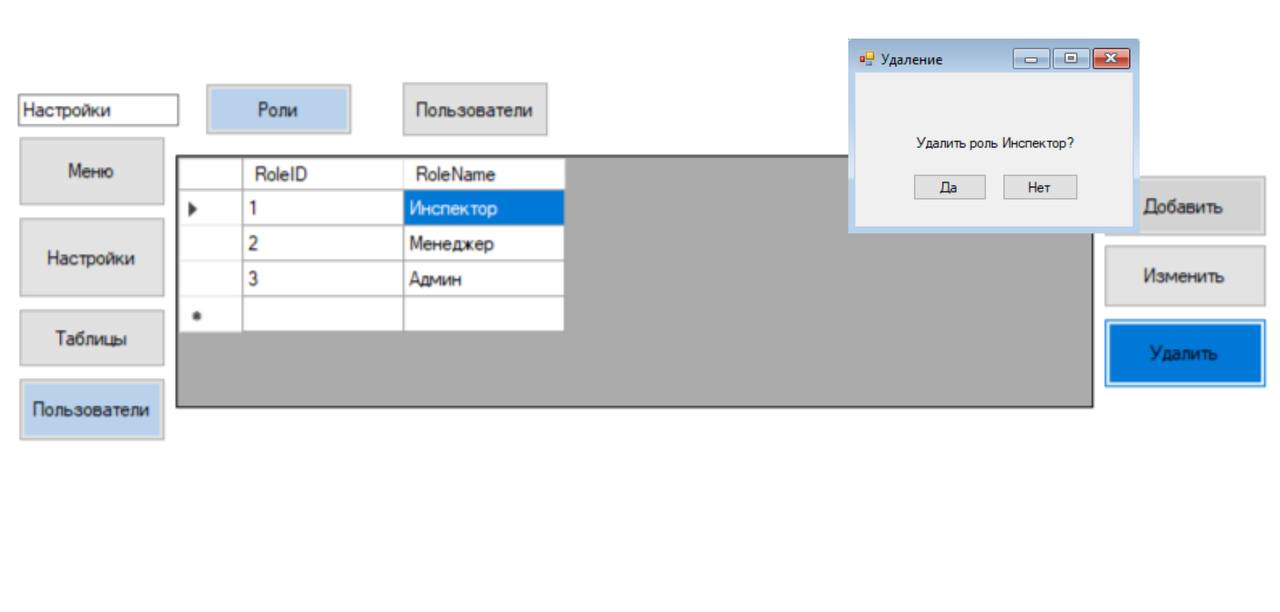 Удаление
Удалить роль Инспектор?
Да Нет
Настройки
Роли Пользователи
Меню
Настройки
Таблицы
Пользователи
RoleID RoleName
1 Инспектор
2 Менеджер
3 Админ
Добавить
Изменить
Удалить